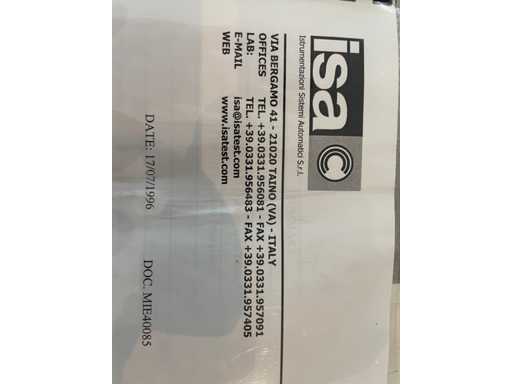 isa
Istrumentazioni Sistemi Automatici S.r.l.
VIA BERGAMO 41 - 21020 TAINO (VA) - ITALY
OFFICES TEL. +39.0331.956081 - FAX +39.0331.957091
LAB: TEL. +39.0331.956483 - FAX +39.0331.957405
E-MAIL isa@isatest.com
WEB www.isatest.com
DATE: 17/07/1996 DOC. MIE40085